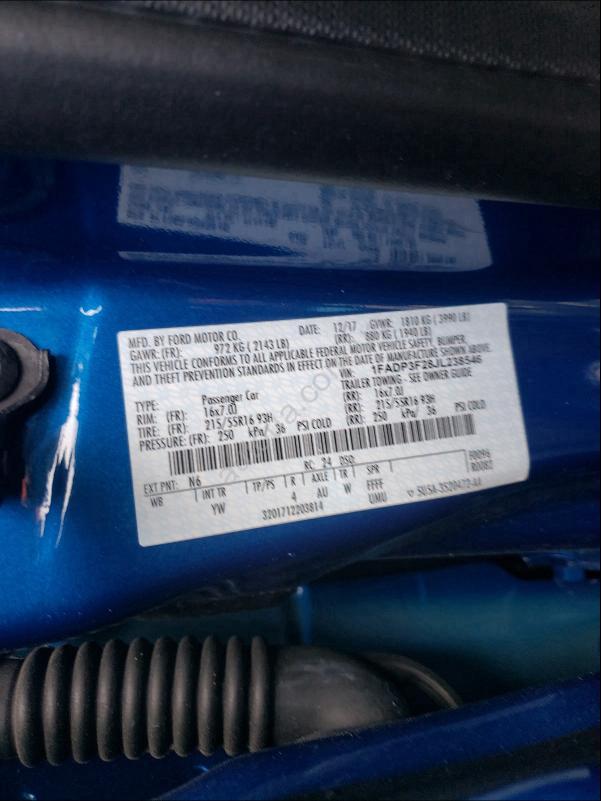 MFD. BY FORD MOTOR CO.
DATE: 12/17 GVWR: 1810 KG ( 3990 LB)
GAWR: (FR): 972 KG ( 2143 LB) (RR): 880 KG ( 1940 LB)
THIS VEHICLE CONFORMS TO ALL APPLICABLE FEDERAL MOTOR VEHICLE SAFETY, BUMPER,
AND THEFT PREVENTION STANDARDS IN EFFECT ON THE DATE OF MANUFACTURE SHOWN ABOVE.
VIN: 1FADP3F28JL238546
TYPE: Passenger Car TRAILER TOWING - SEE OWNER GUIDE
RIM: (FR): 16x7.0J (RR): 16x7.0J
TIRE: (FR): 215/55R16 93H (RR): 215/55R16 93H
PRESSURE: (FR): 250 kPa/ 36 PSI COLD (RR): 250 kPa/ 36 PSI COLD
EXT PNT: N6 RC: 24 DSO: F0096
WB INT TR TP/PS R AXLE TR SPR R0082
YW 4 AU W FFFF
UMU
3201712203814